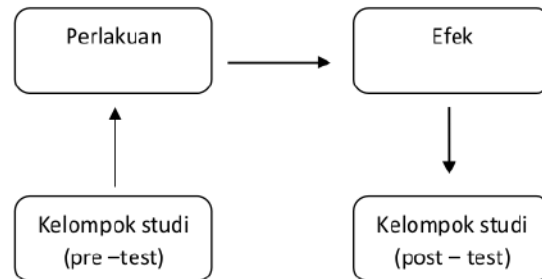 Perlakuan
Efek
Kelompok studi
(pre –test)
Kelompok studi
(post – test)